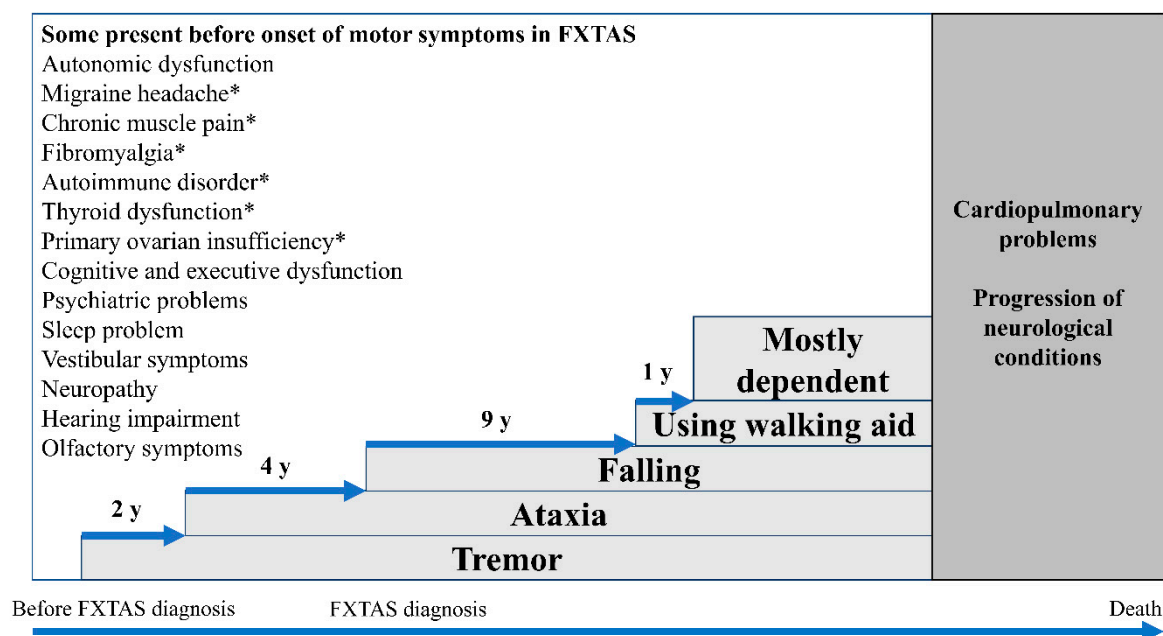 Some present before onset of motor symptoms in FXTAS
Autonomic dysfunction
Migraine headache*
Chronic muscle pain*
Fibromyalgia*
Autoimmune disorder*
Thyroid dysfunction*
Primary ovarian insufficiency*
Cognitive and executive dysfunction
Psychiatric problems
Sleep problem
Vestibular symptoms
Neuropathy
Hearing impairment
Olfactory symptoms
2 y
4 y
9 y
1 y
Mostly
dependent
Using walking aid
Falling
Ataxia
Tremor
Cardiopulmonary
problems
Progression of
neurological
conditions
Before FXTAS diagnosis
FXTAS diagnosis
Death